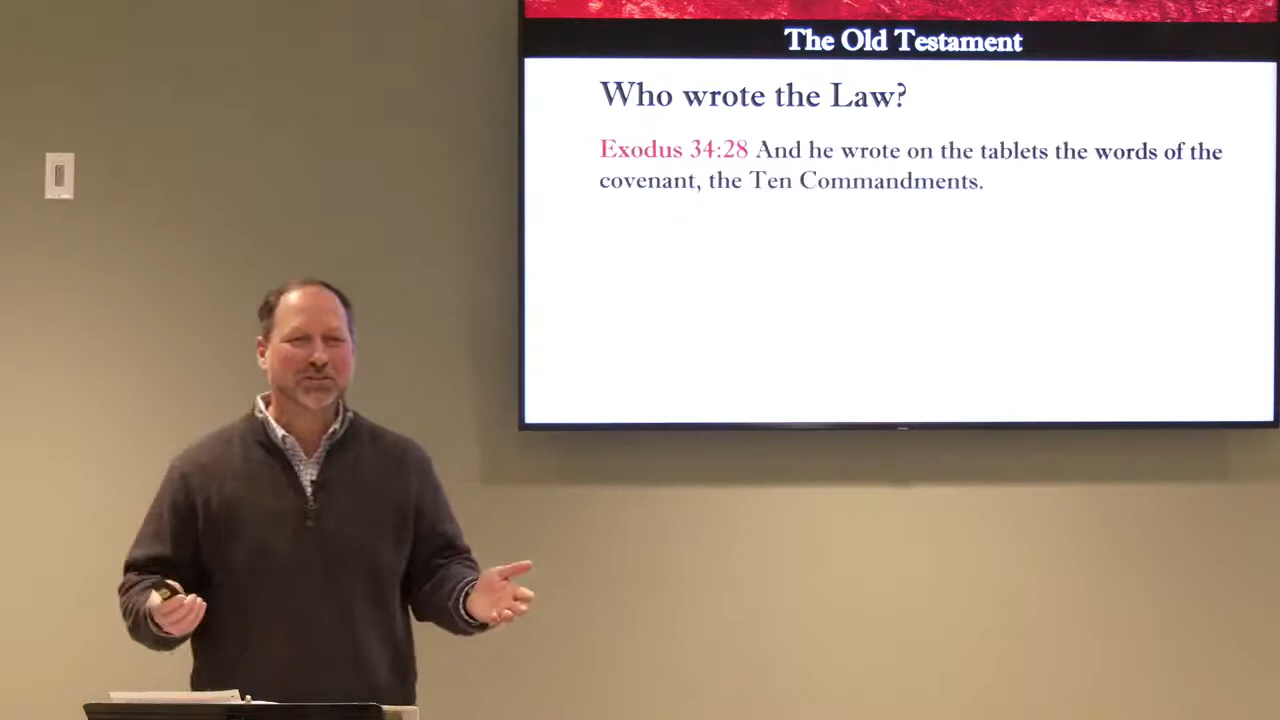 The Old Testament
Who wrote the Law?
Exodus 34:28 And he wrote on the tablets the words of the
covenant, the Ten Commandments.